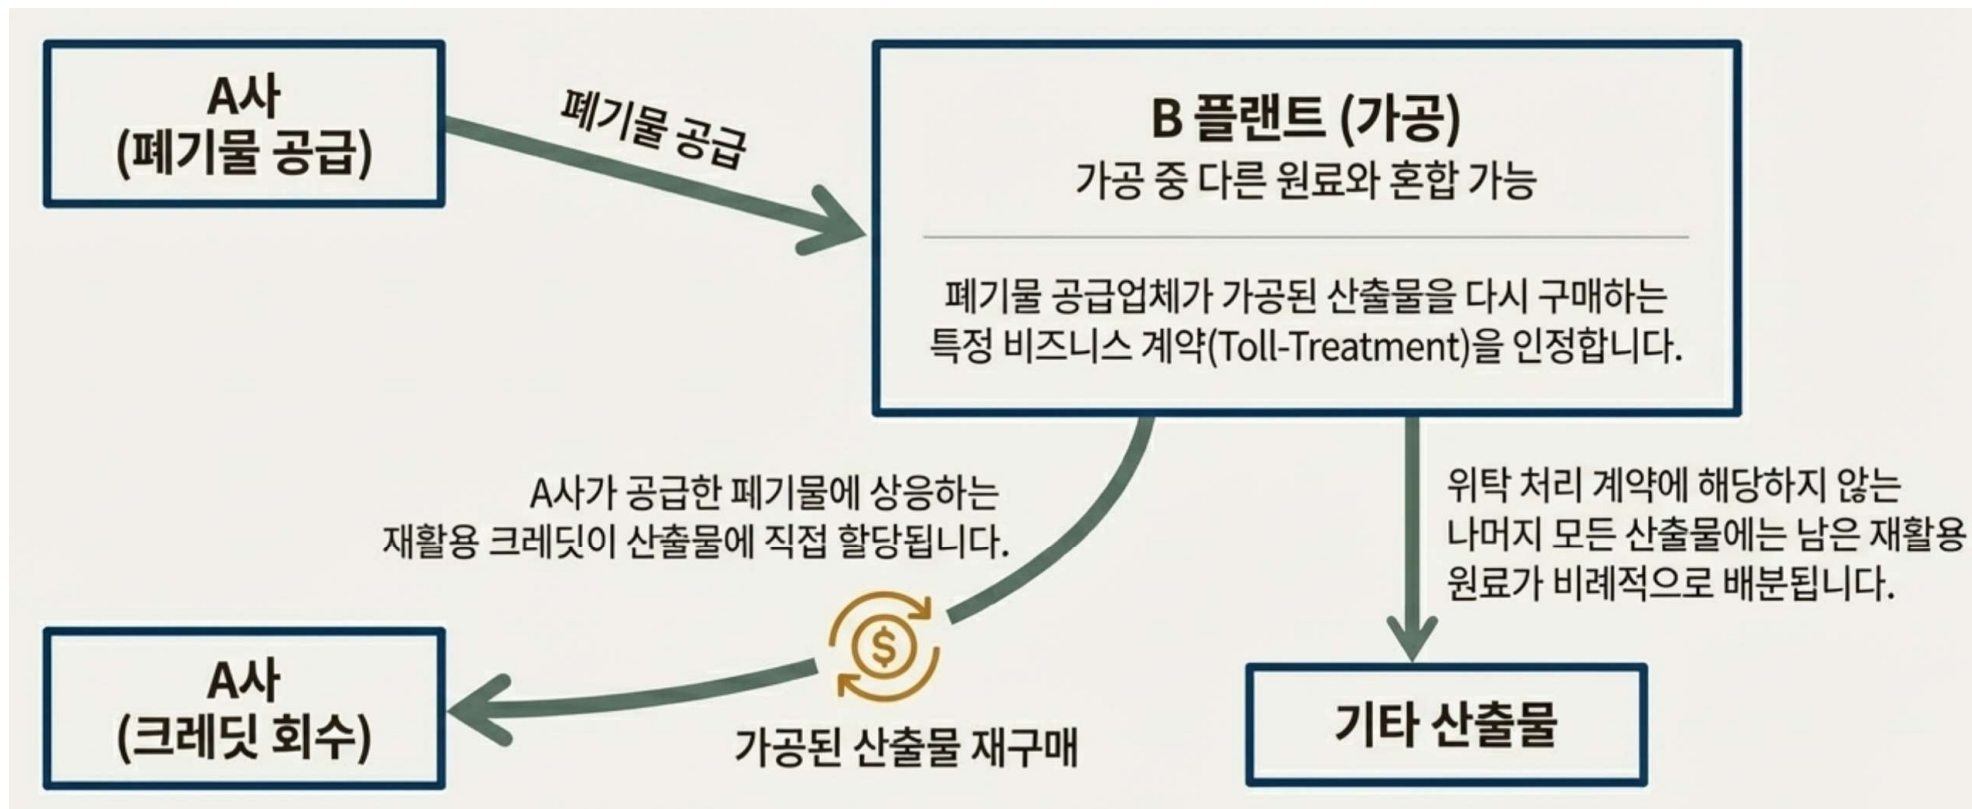 A사
(폐기물 공급)
폐기물 공급
B 플랜트 (가공)
가공 중 다른 원료와 혼합 가능
폐기물 공급업체가 가공된 산출물을 다시 구매하는
특정 비즈니스 계약(Toll-Treatment)을 인정합니다.
A사가 공급한 폐기물에 상응하는
재활용 크레딧이 산출물에 직접 할당됩니다.
위탁 처리 계약에 해당하지 않는
나머지 모든 산출물에는 남은 재활용
원료가 비례적으로 배분됩니다.
$
A사
(크레딧 회수)
가공된 산출물 재구매
기타 산출물